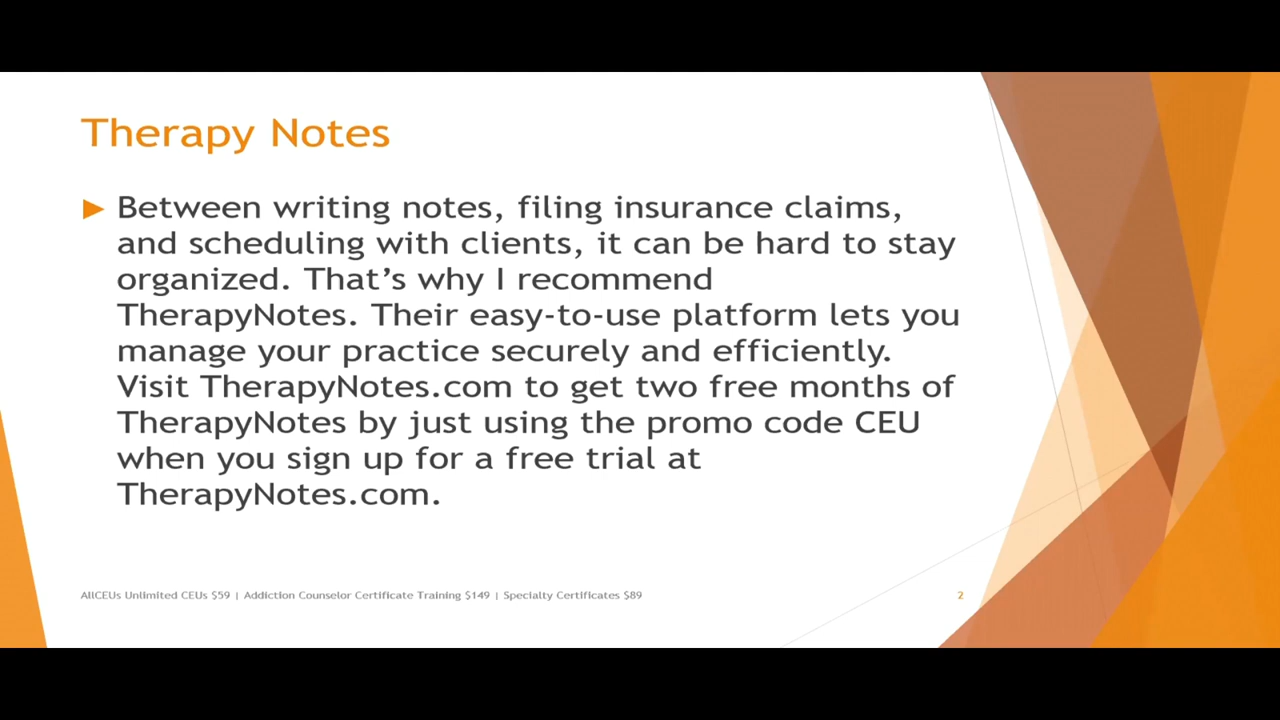 Therapy Notes
Between writing notes, filing insurance claims,
and scheduling with clients, it can be hard to stay
organized. That’s why I recommend
TherapyNotes. Their easy-to-use platform lets you
manage your practice securely and efficiently.
Visit TherapyNotes.com to get two free months of
TherapyNotes by just using the promo code CEU
when you sign up for a free trial at
TherapyNotes.com.
AllCEUs Unlimited CEUs $59 | Addiction Counselor Certificate Training $149 | Specialty Certificates $89
2